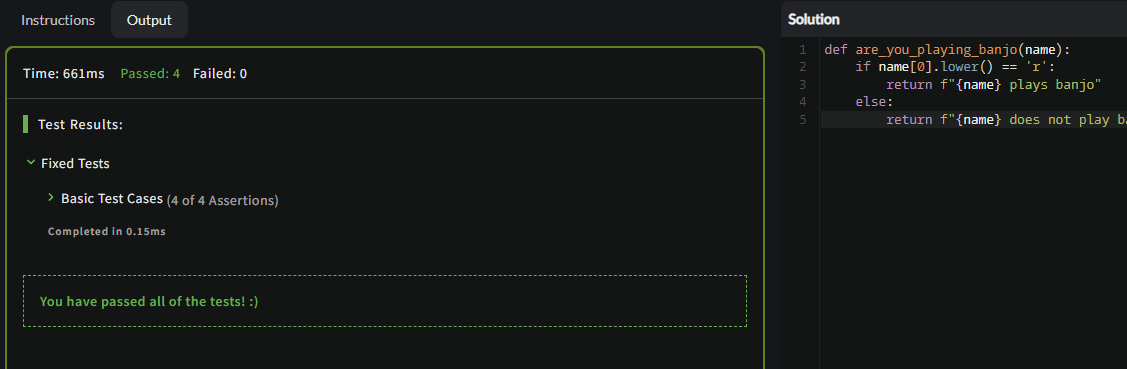 Instructions Output
Time: 661ms Passed: 4 Failed: 0
Test Results:
Fixed Tests
Basic Test Cases (4 of 4 Assertions)
Completed in 0.15ms
You have passed all of the tests! :)
Solution
1 def are_you_playing_banjo(name):
2     if name[0].lower() == 'r':
3         return f"{name} plays banjo"
4     else:
5         return f"{name} does not play ba